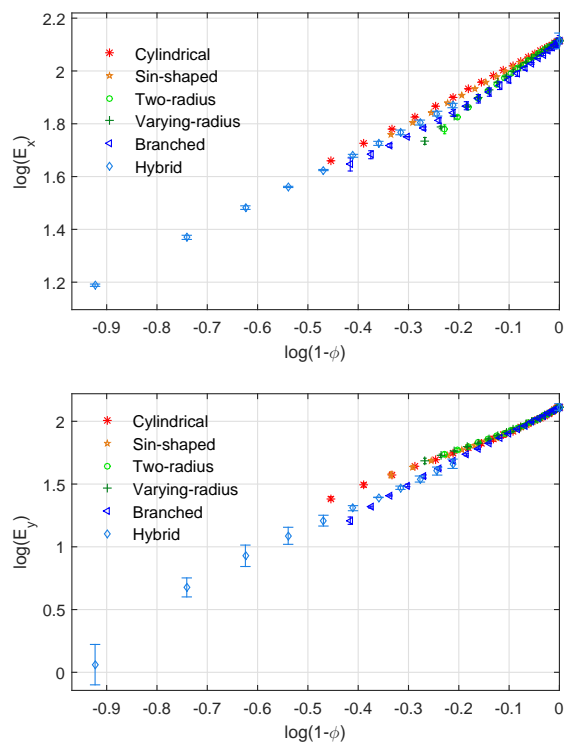 2.2
2
1.8
1.6
1.4
1.2
log(E_x)
Cylindrical
Sin-shaped
Two-radius
Varying-radius
Branched
Hybrid
-0.9 -0.8 -0.7 -0.6 -0.5 -0.4 -0.3 -0.2 -0.1 0
log(1-ϕ)
2
1.5
1
0.5
0
log(E_y)
Cylindrical
Sin-shaped
Two-radius
Varying-radius
Branched
Hybrid
-0.9 -0.8 -0.7 -0.6 -0.5 -0.4 -0.3 -0.2 -0.1 0
log(1-ϕ)